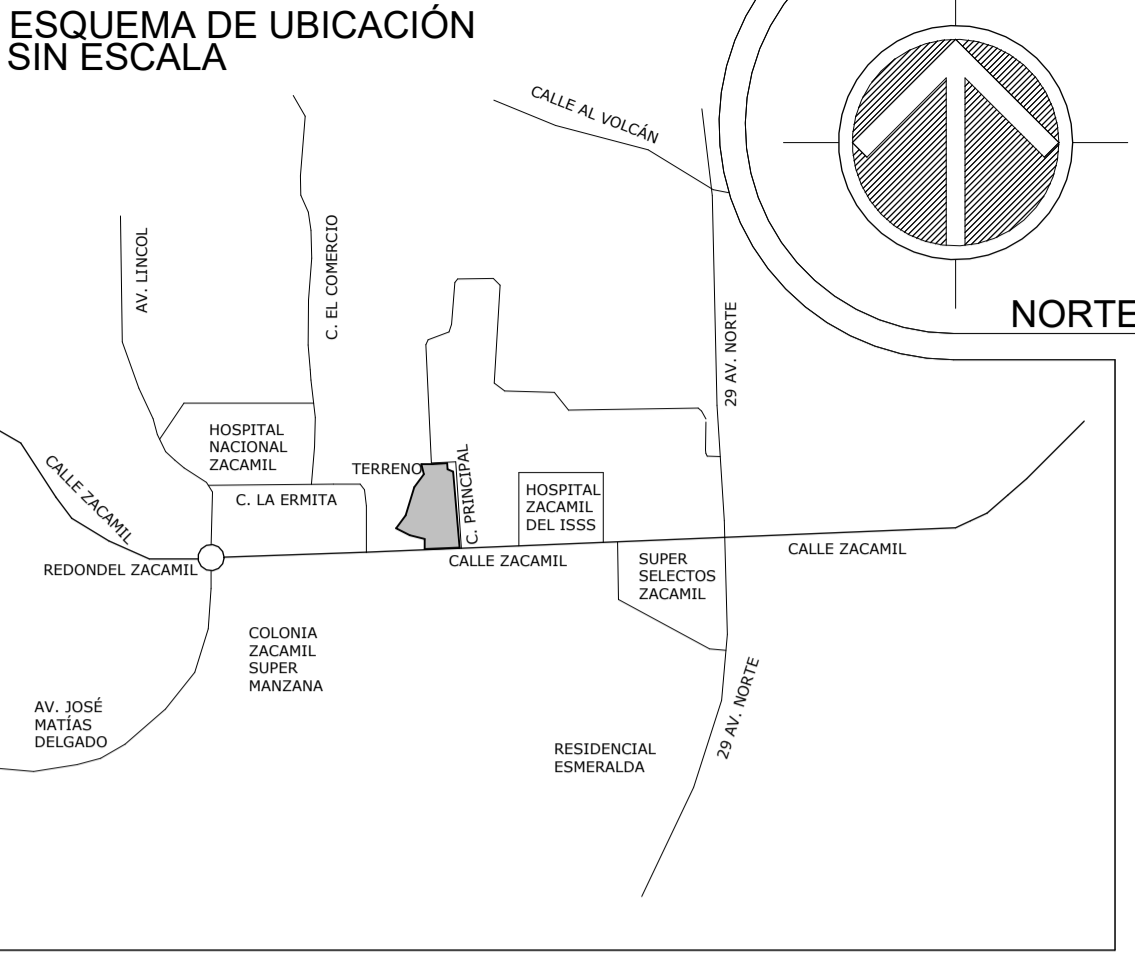 ESQUEMA DE UBICACIÓN
SIN ESCALA
CALLE AL VOLCÁN
AV. LINCOL
C. EL COMERCIO
29 AV. NORTE
NORTE
HOSPITAL
NACIONAL
ZACAMIL
CALLE ZACAMIL
TERRENO
C. PRINCIPAL
C. LA ERMITA
HOSPITAL
ZACAMIL
DEL ISSS
REDONDEL ZACAMIL
CALLE ZACAMIL
SUPER
SELECTOS
ZACAMIL
CALLE ZACAMIL
COLONIA
ZACAMIL
SUPER
MANZANA
AV. JOSÉ
MATÍAS
DELGADO
29 AV. NORTE
RESIDENCIAL
ESMERALDA